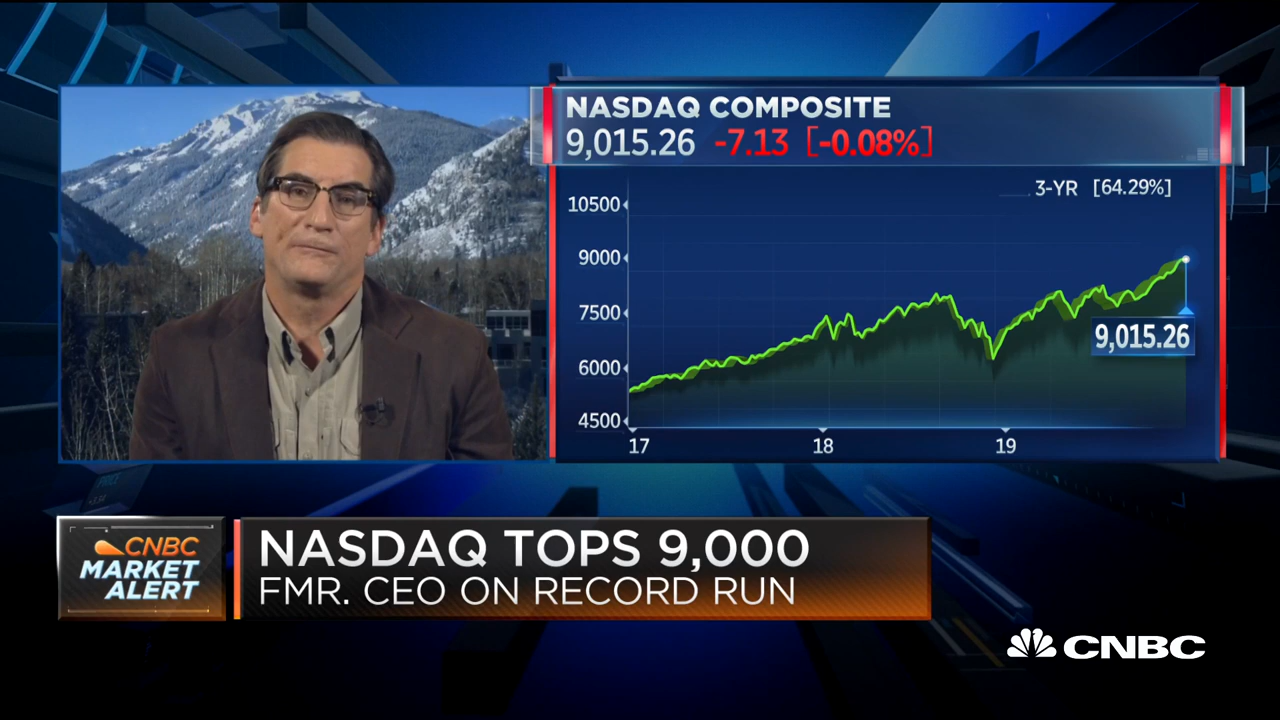 NASDAQ COMPOSITE
9,015.26 -7.13 [-0.08%]
3-YR [64.29%]
10500
9000
7500
6000
4500
9,015.26
17 18 19
CNBC
MARKET
ALERT
NASDAQ TOPS 9,000
FMR. CEO ON RECORD RUN
CNBC